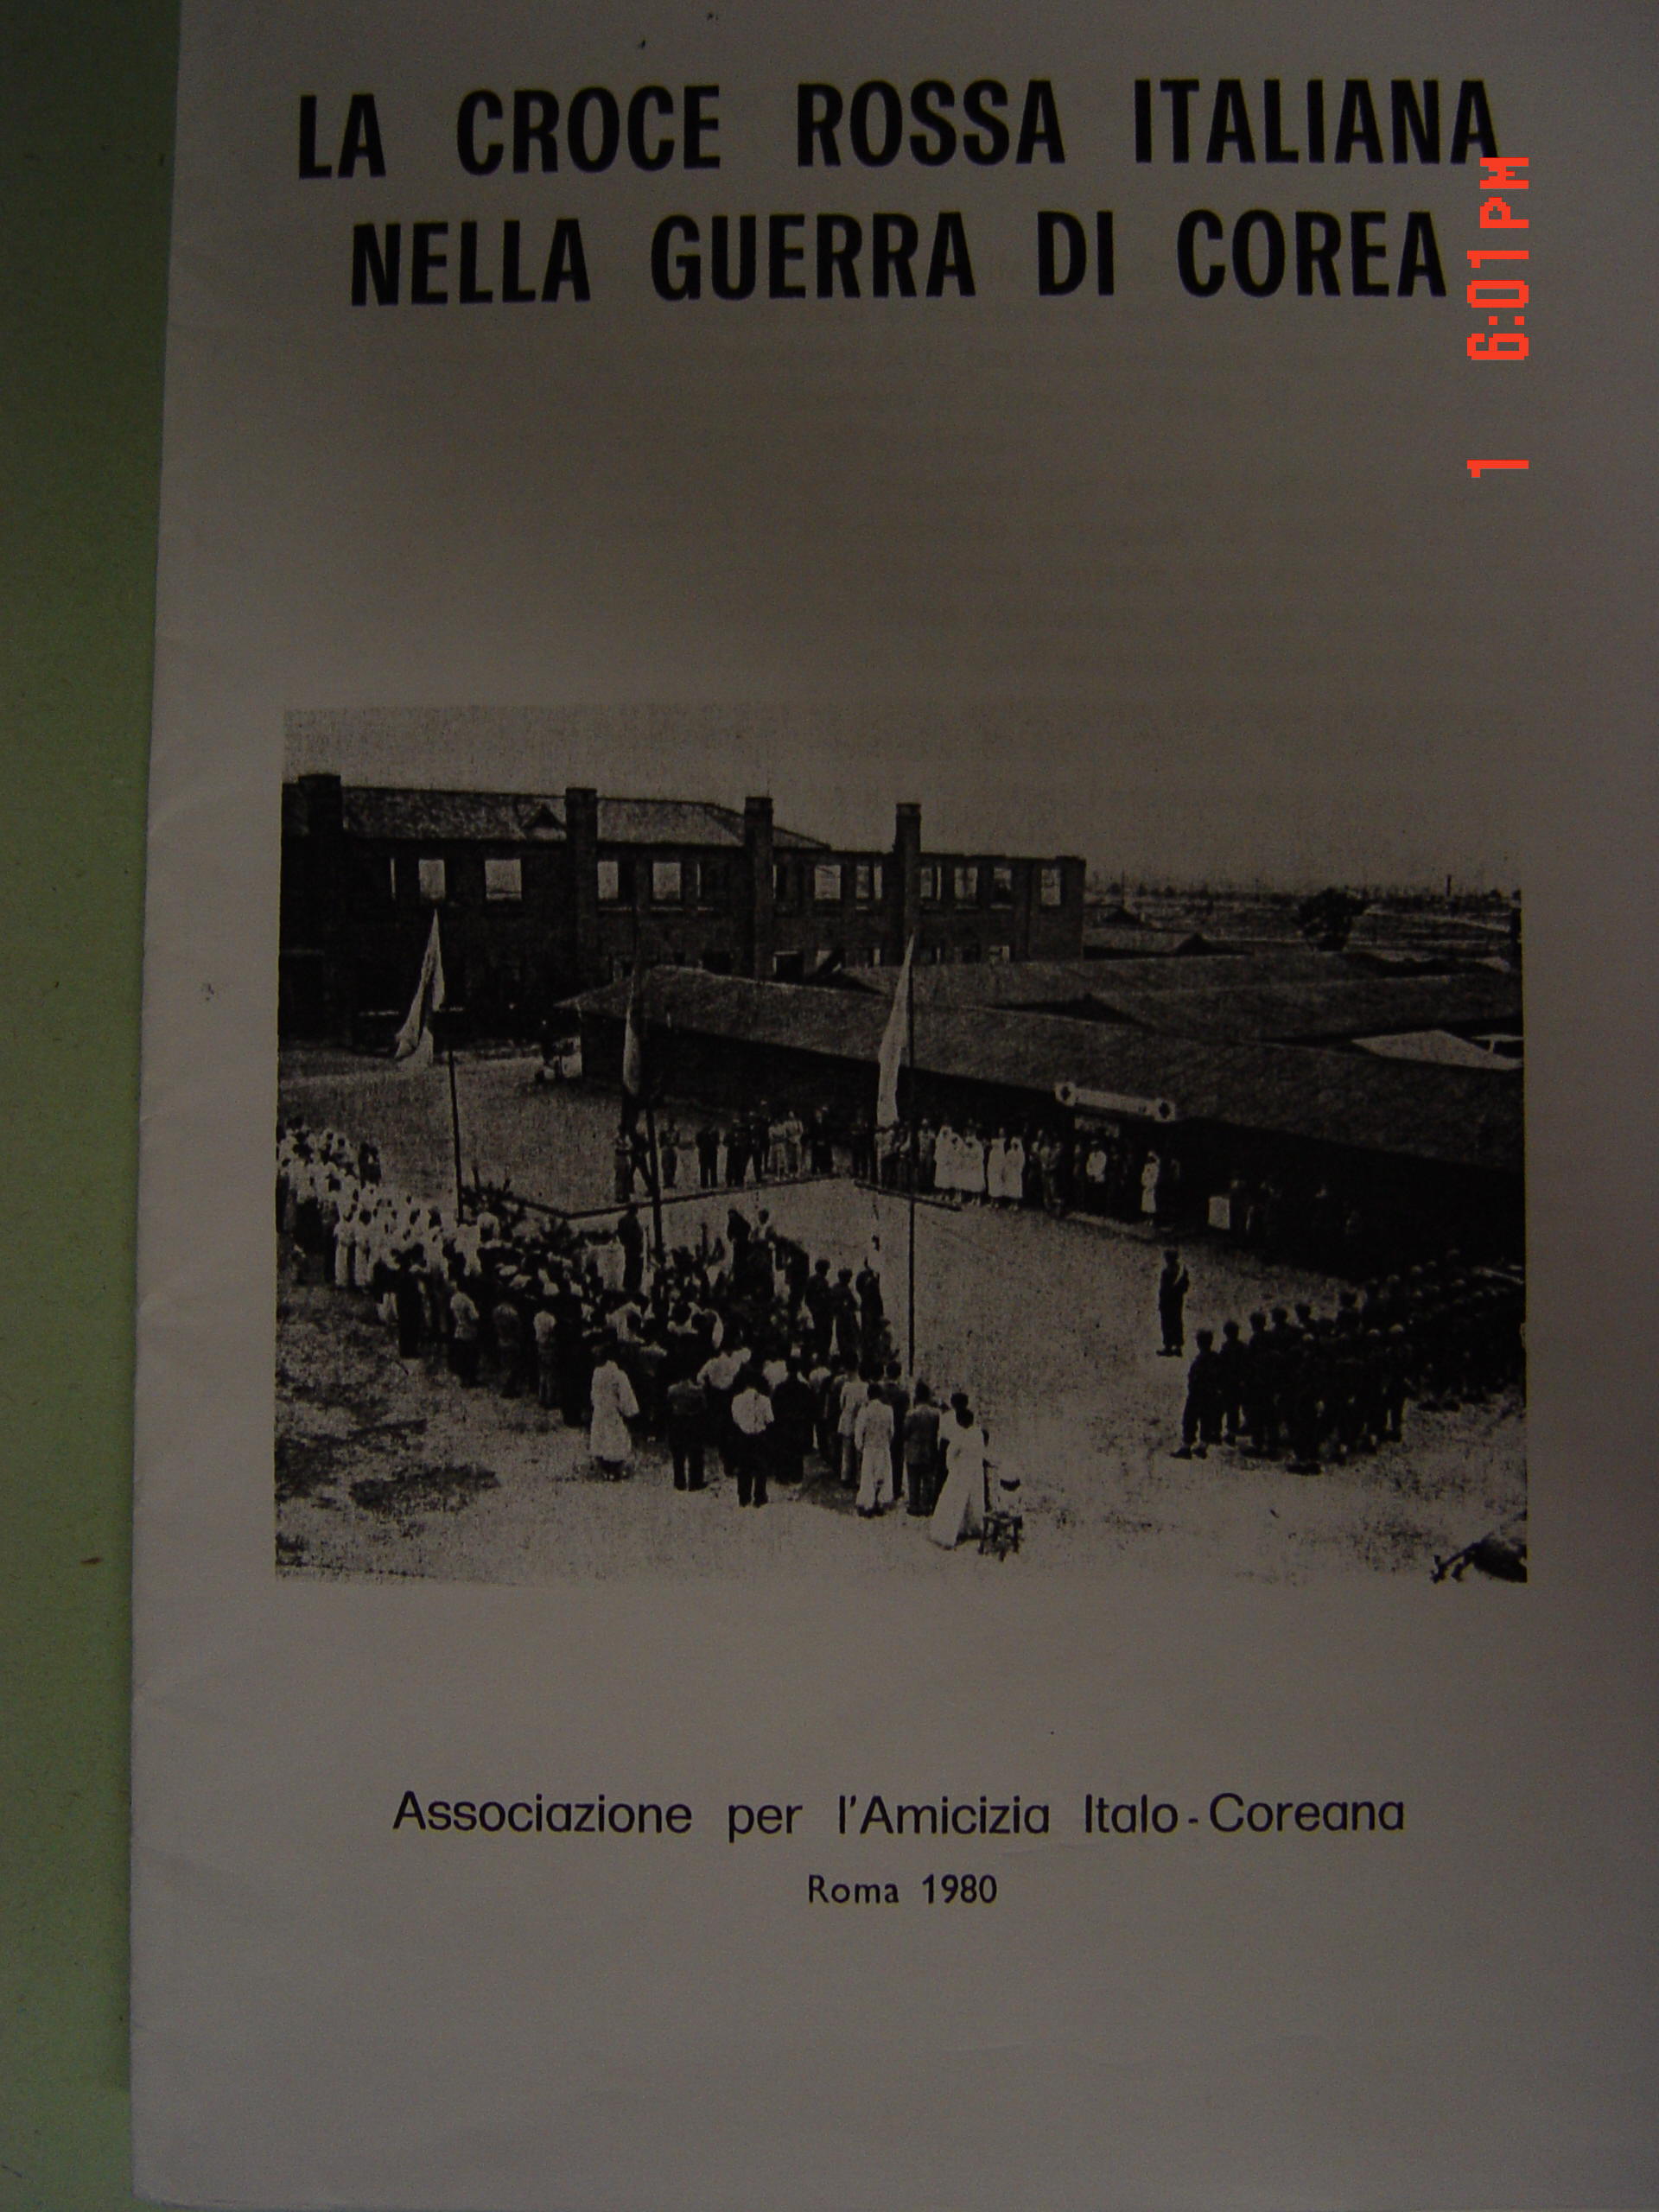 LA CROCE ROSSA ITALIANA
NELLA GUERRA DI COREA
1 6:01 PM
Associazione per l'Amicizia Italo-Coreana
Roma 1980